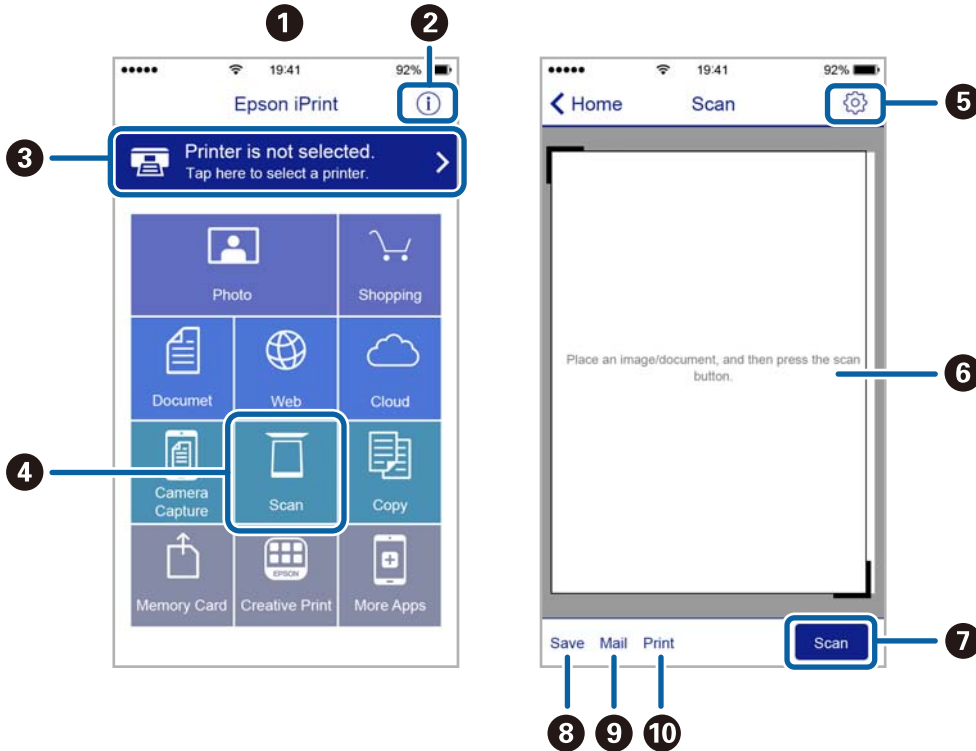 1
2
19:41
92%
Epson iPrint
i
3
Printer is not selected.
Tap here to select a printer.
Photo
Shopping
Documet
Web
Cloud
4
Camera
Capture
Scan
Copy
EPSON
Memory Card
Creative Print
More Apps
19:41
92%
Home
Scan
5
Place an image/document, and then press the scan
button.
6
Save
Mail
Print
Scan
7
8
9
10